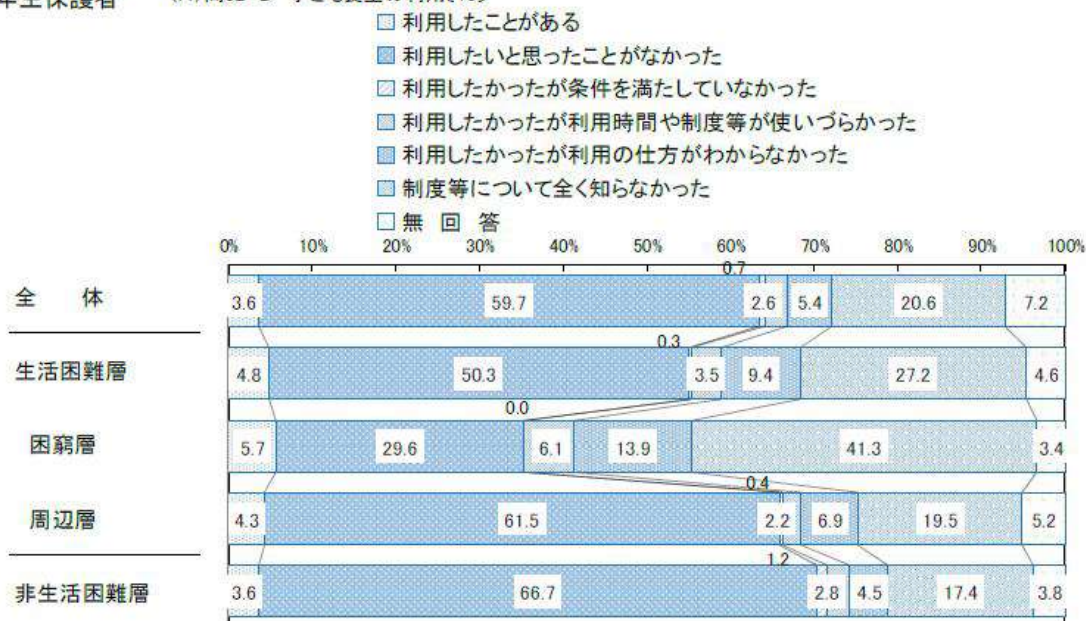 □ 利用したことがある
■ 利用したいと思ったことがなかった
□ 利用したかったが条件を満たしていなかった
□ 利用したかったが利用時間や制度等が使いづらかった
■ 利用したかったが利用の仕方がわからなかった
□ 制度等について全く知らなかった
□ 無 回 答
0% 10% 20% 30% 40% 50% 60% 70% 80% 90% 100%
0.7
全 体 3.6 59.7 2.6 5.4 20.6 7.2
0.3
生活困難層 4.8 50.3 3.5 9.4 27.2 4.6
0.0
困窮層 5.7 29.6 6.1 13.9 41.3 3.4
0.4
周辺層 4.3 61.5 2.2 6.9 19.5 5.2
1.2
非生活困難層 3.6 66.7 2.8 4.5 17.4 3.8